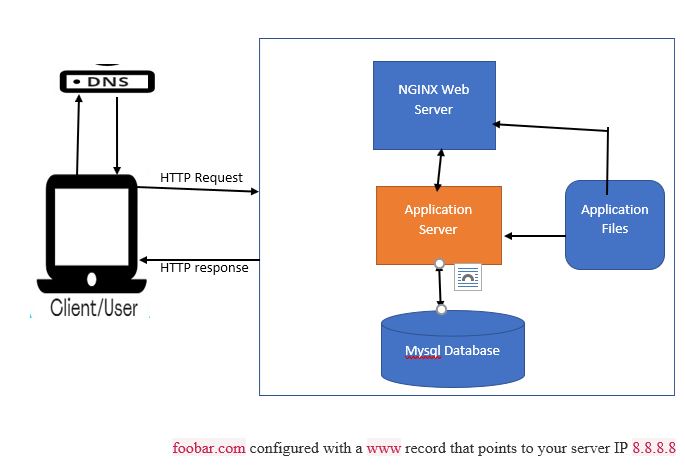 DNS
NGINX Web
Server
HTTP Request
Application
Server
Application
Files
HTTP response
Client/User
Mysql Database
foobar.com configured with a www record that points to your server IP 8.8.8.8